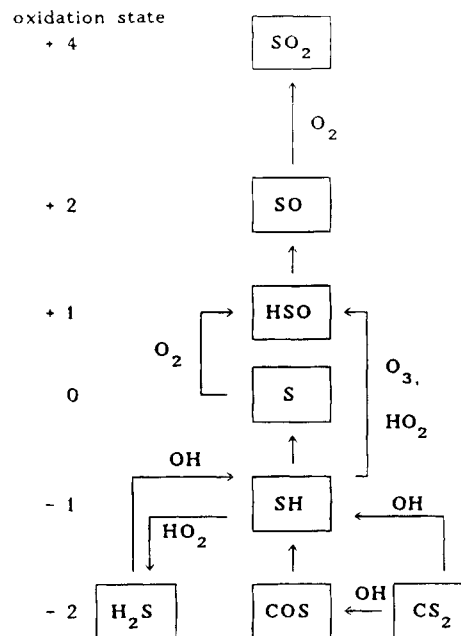 oxidation state
+ 4
SO₂
O₂
+ 2
SO
+ 1
HSO
O₂
O₃,
HO₂
0
S
OH
- 1
SH
OH
HO₂
- 2
H₂S
COS
OH
CS₂